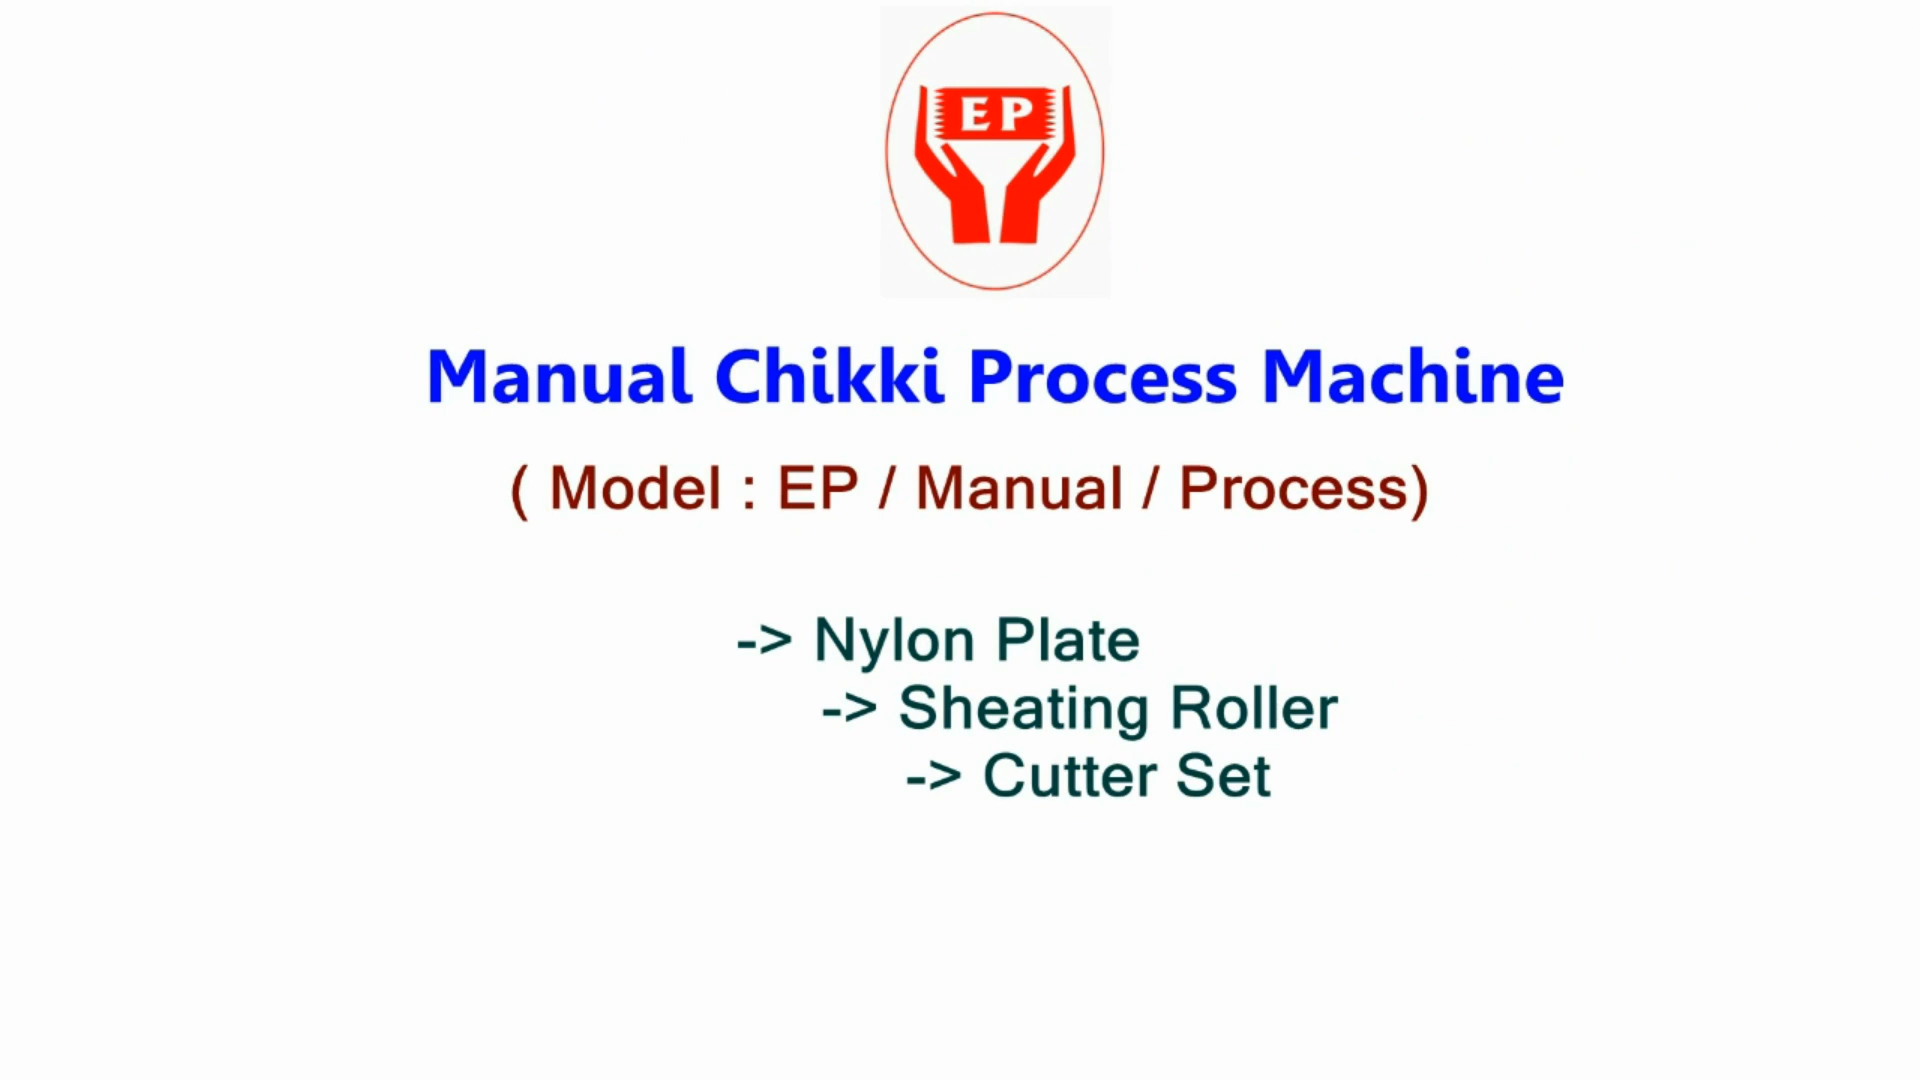 EP
Manual Chikki Process Machine
( Model : EP / Manual / Process)
-> Nylon Plate
-> Sheating Roller
-> Cutter Set